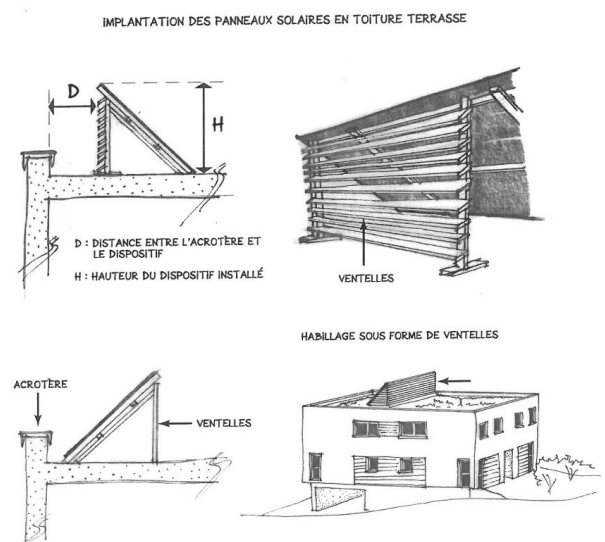 IMPLANTATION DES PANNEAUX SOLAIRES EN TOITURE TERRASSE
D
H
D : DISTANCE ENTRE L'ACROTÈRE ET
LE DISPOSITIF
H : HAUTEUR DU DISPOSITIF INSTALLÉ
VENTELLES
HABILLAGE SOUS FORME DE VENTELLES
ACROTÈRE
VENTELLES